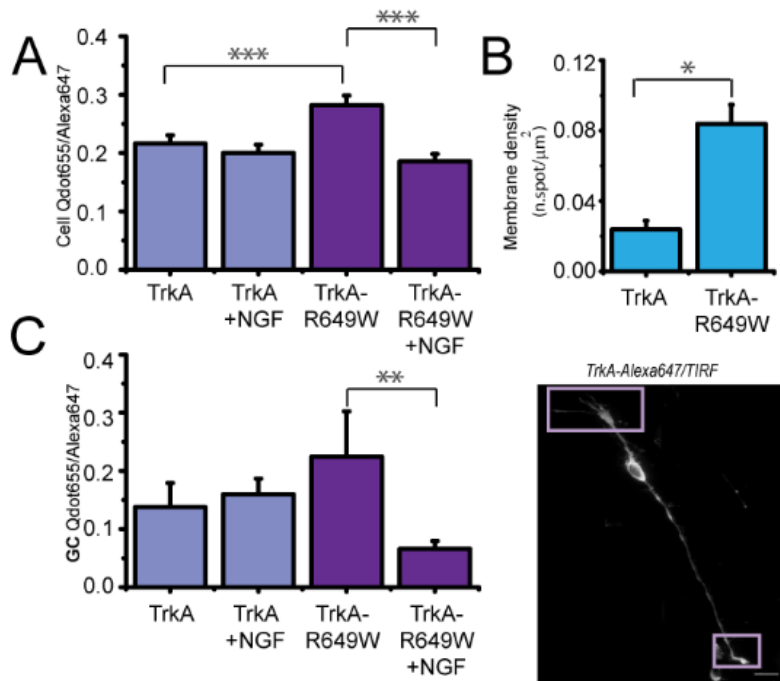 A
Cell Qdot655/Alexa647
0.4
0.3
0.2
0.1
0.0
***
***
TrkA
TrkA
+NGF
TrkA-
R649W
TrkA-
R649W
+NGF
B
Membrane density
(n.spot/μm²)
0.12
0.08
0.04
0.00
*
TrkA
TrkA-
R649W
C
GC Qdot655/Alexa647
0.4
0.3
0.2
0.1
0.0
**
TrkA
TrkA
+NGF
TrkA-
R649W
TrkA-
R649W
+NGF
TrkA-Alexa647/TIRF